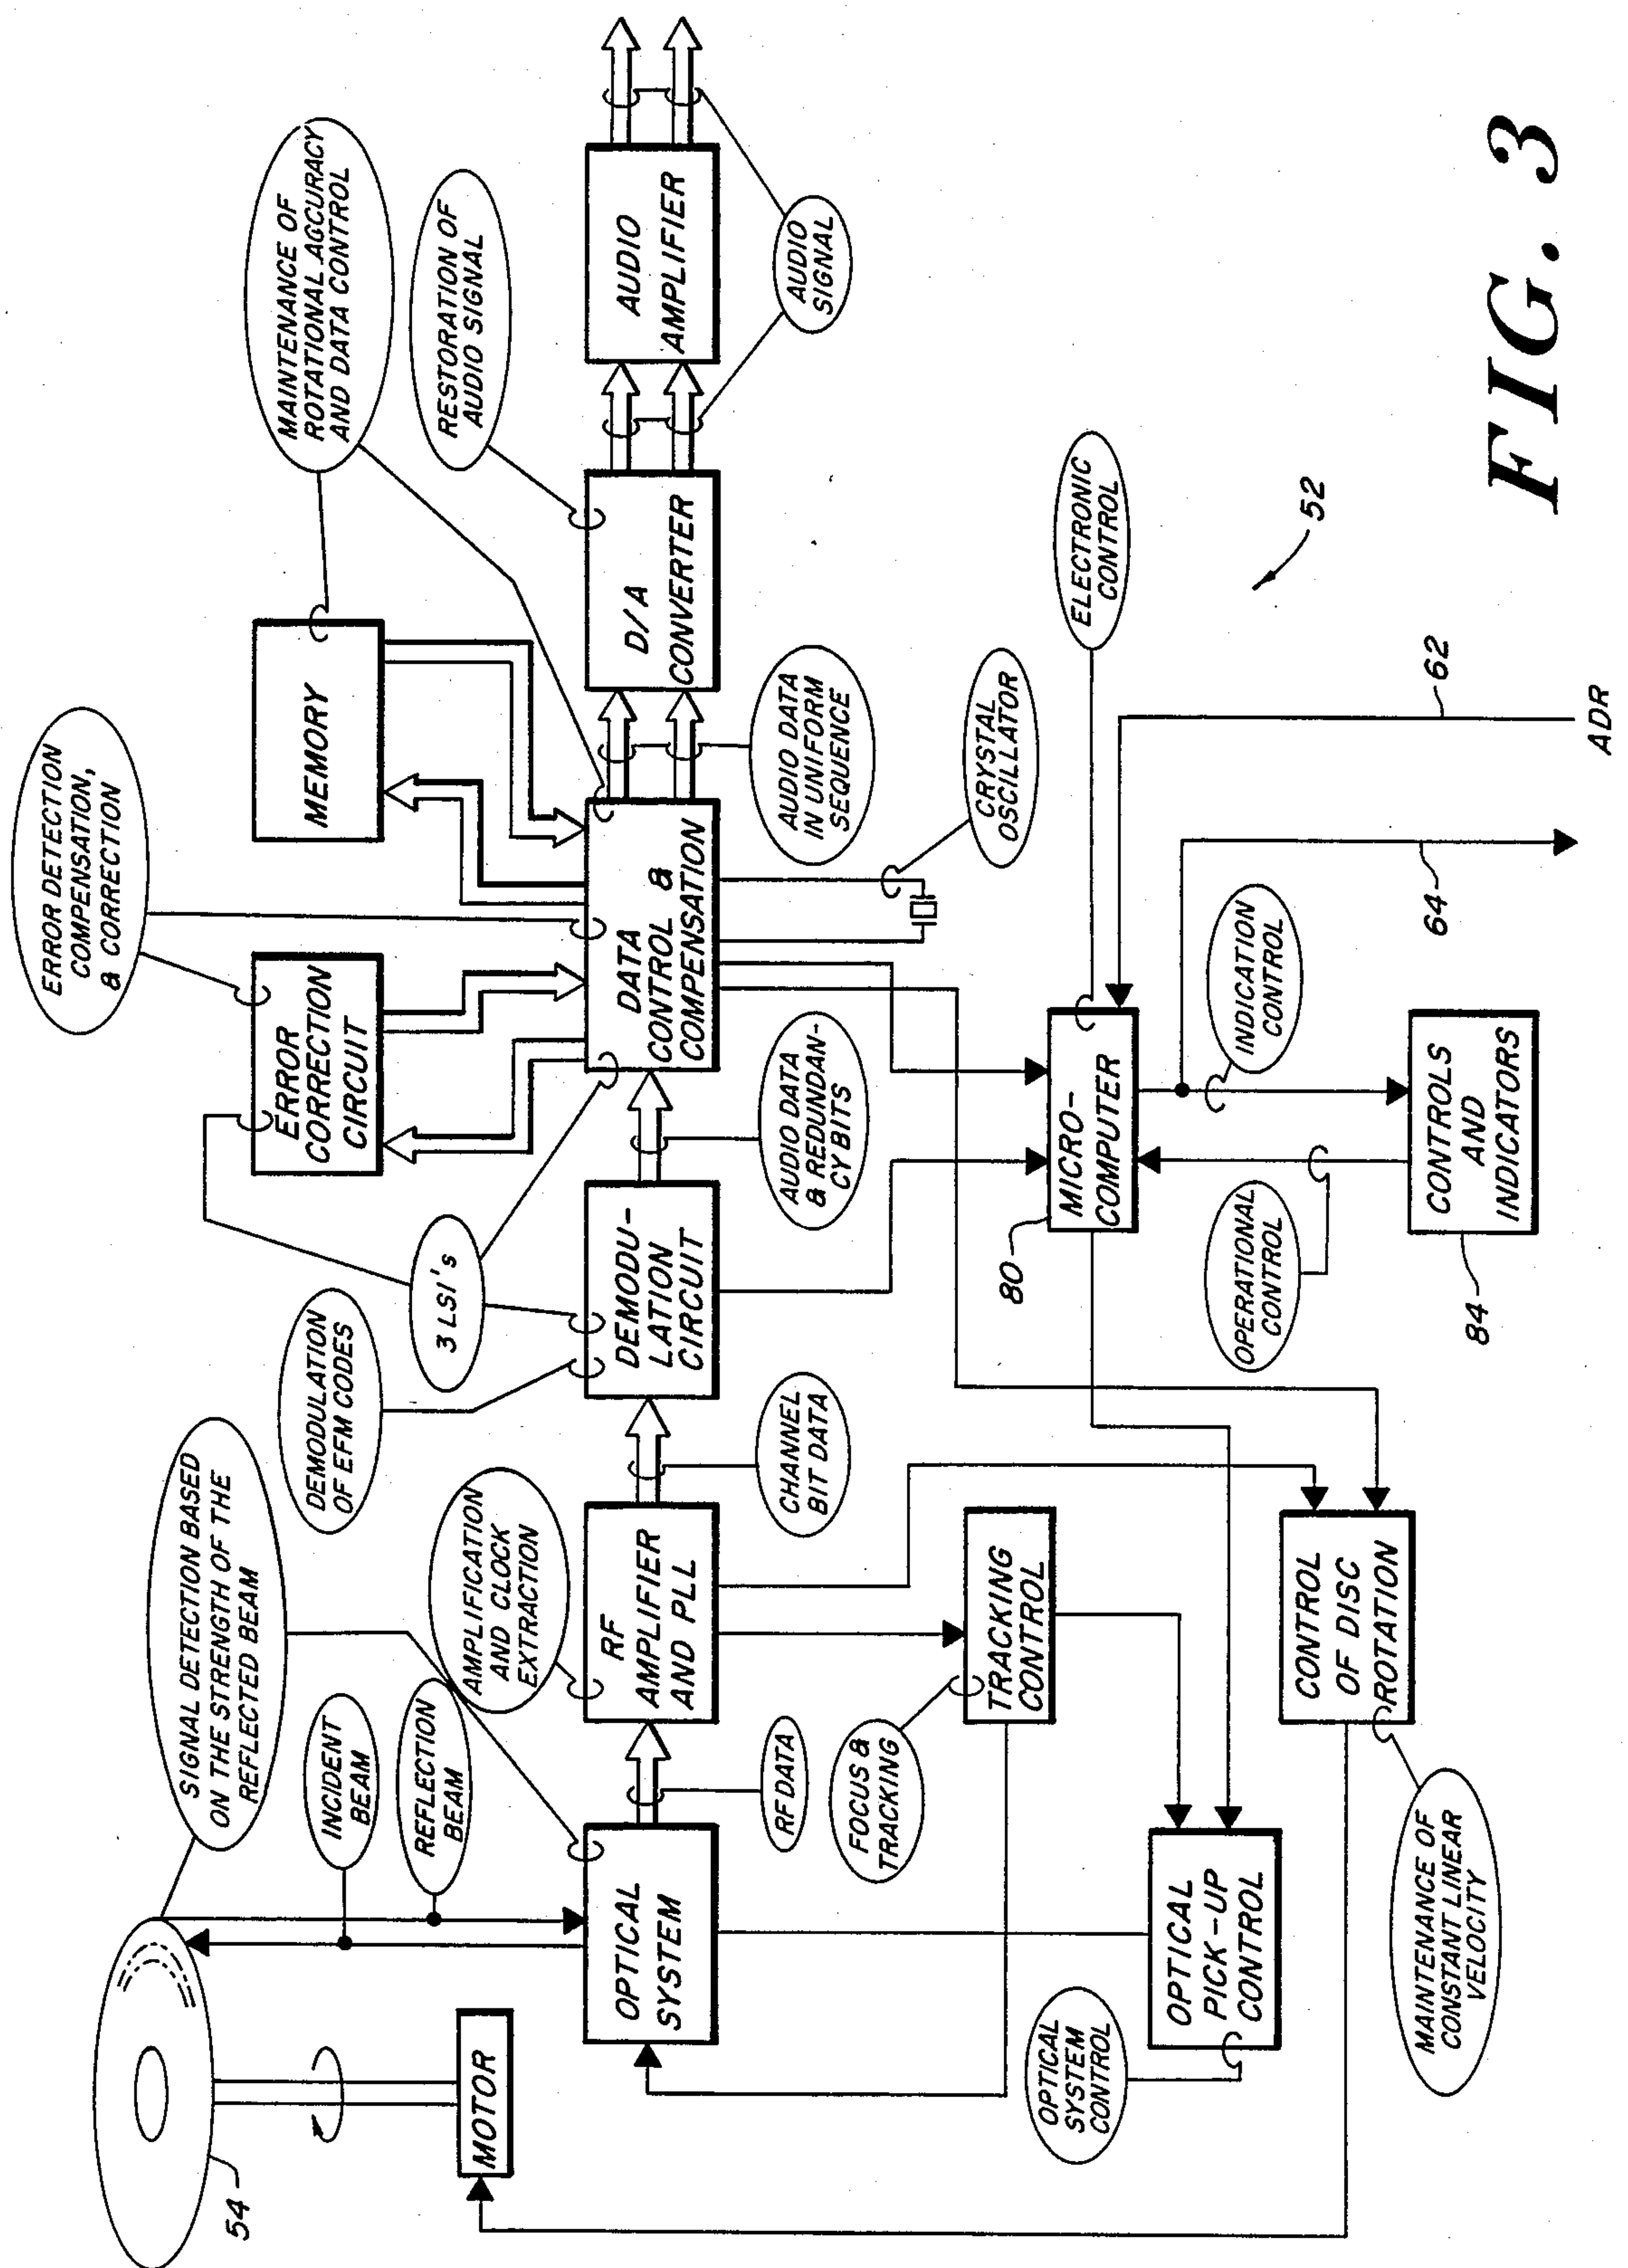 54
MOTOR
SIGNAL DETECTION BASED
ON THE STRENGTH OF THE
REFLECTED BEAM
INCIDENT
BEAM
REFLECTION
BEAM
OPTICAL
SYSTEM
RF DATA
AMPLIFICATION
AND CLOCK
EXTRACTION
RF
AMPLIFIER
AND PLL
CHANNEL
BIT DATA
DEMODULATION
OF EFM CODES
3 LSI's
DEMODU-
LATION
CIRCUIT
AUDIO DATA
& REDUNDAN-
CY BITS
ERROR DETECTION
COMPENSATION,
& CORRECTION
ERROR
CORRECTION
CIRCUIT
MEMORY
DATA
CONTROL &
COMPENSATION
MAINTENANCE OF
ROTATIONAL ACCURACY
AND DATA CONTROL
RESTORATION OF
AUDIO SIGNAL
AUDIO DATA
IN UNIFORM
SEQUENCE
D/A
CONVERTER
AUDIO
AMPLIFIER
AUDIO
SIGNAL
CRYSTAL
OSCILLATOR
ELECTRONIC
CONTROL
FOCUS &
TRACKING
TRACKING
CONTROL
OPTICAL
SYSTEM
CONTROL
OPTICAL
PICK-UP
CONTROL
CONTROL
OF DISC
ROTATION
MAINTENANCE OF
CONSTANT LINEAR
VELOCITY
80
MICRO-
COMPUTER
OPERATIONAL
CONTROL
INDICATION
CONTROL
84
CONTROLS
AND
INDICATORS
64
62
ADR
52
FIG. 3